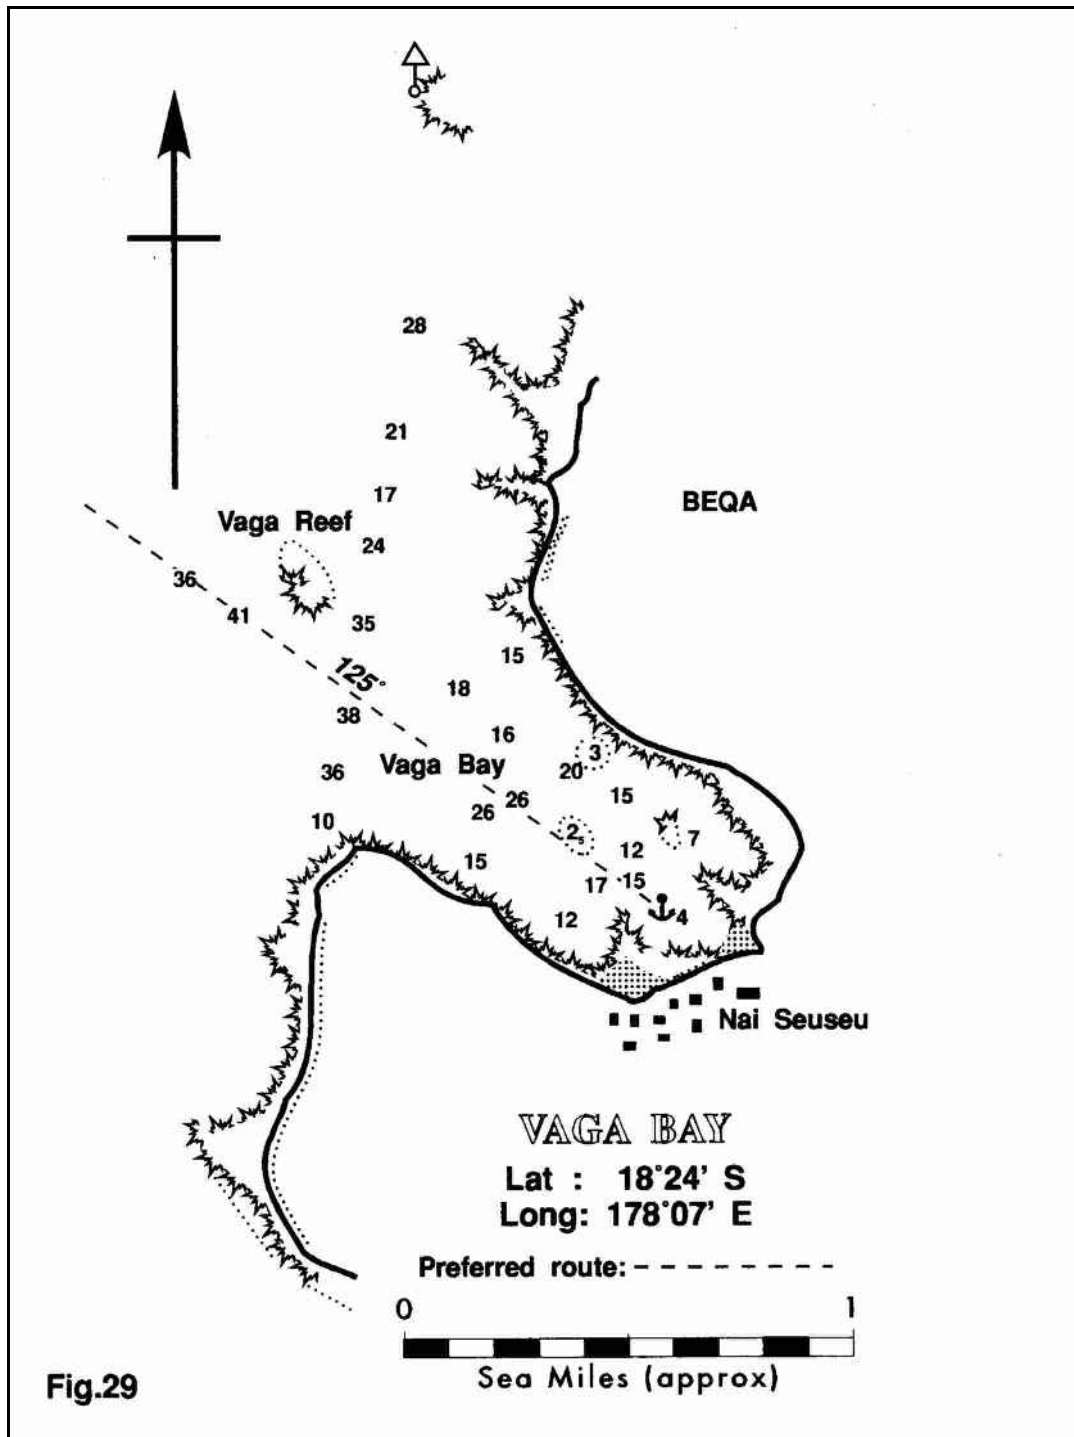 28
21
17
BEQA
Vaga Reef
24
36
41
35
15
125°
18
38
16
3
Vaga Bay
36
20
15
26
26
10
2₅
7
12
15
17
15
12
4
Nai Seuseu
VAGA BAY
Lat : 18°24' S
Long: 178°07' E
Preferred route:
0 1
Sea Miles (approx)
Fig.29